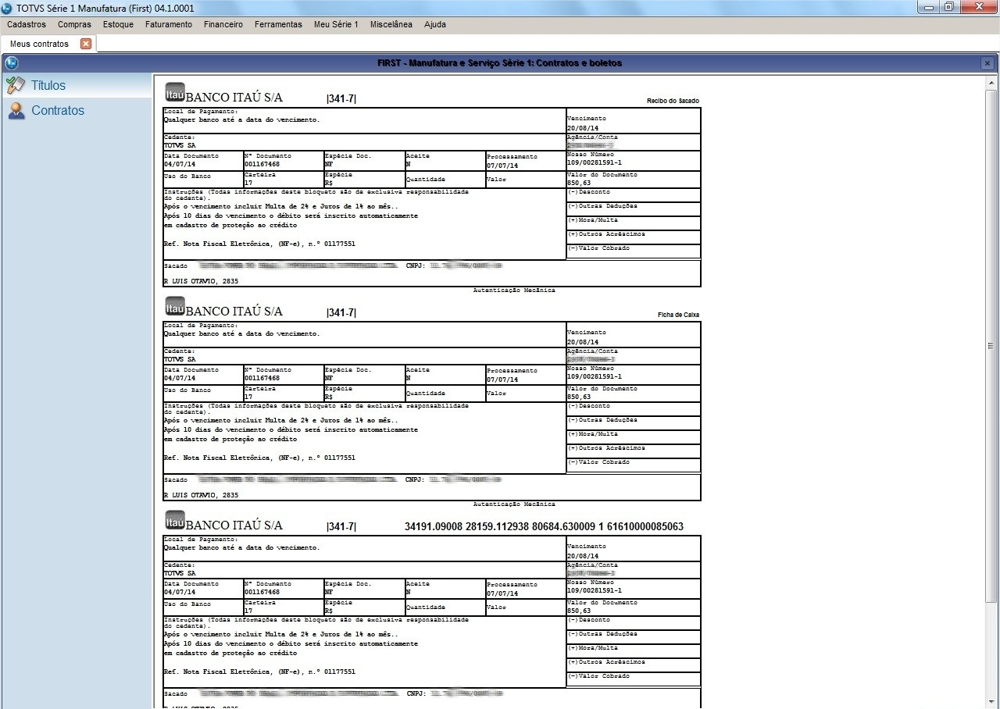 TOTVS Série 1 Manufatura (First) 04.1.0001
Cadastros Compras Estoque Faturamento Financeiro Ferramentas Meu Série 1 Miscelânea Ajuda
Meus contratos
FIRST - Manufatura e Serviço Série 1: Contratos e boletos
Títulos
Contratos
Itaú BANCO ITAÚ S/A |341-7| Recibo do Sacado
Local de Pagamento:
Qualquer banco até a data do vencimento.
Vencimento
20/08/14
Cedente:
TOTVS SA
Agência/Conta
Data Documento Nº Documento Espécie Doc. Aceite Processamento Nosso Número
04/07/14 001167468 NF N 07/07/14 109/00281591-1
Uso do Banco Carteira Espécie Quantidade Valor Valor do Documento
17 R$ 850,63
Instruções (Todas informações deste bloqueto são de exclusiva responsabilidade
do cedente).
Após o vencimento incluir Multa de 2% e Juros de 1% ao mês..
Após 10 dias do vencimento o débito será inscrito automaticamente
em cadastro de proteção ao crédito
Ref. Nota Fiscal Eletrônica, (NF-e), n.º 01177551
(-)Desconto
(-)Outras Deduções
(+)Mora/Multa
(+)Outros Acréscimos
(-)Valor Cobrado
Sacado CNPJ:
R LUIS OTAVIO, 2835
Autenticação Mecânica
Itaú BANCO ITAÚ S/A |341-7| Ficha de Caixa
Local de Pagamento:
Qualquer banco até a data do vencimento.
Vencimento
20/08/14
Cedente:
TOTVS SA
Agência/Conta
Data Documento Nº Documento Espécie Doc. Aceite Processamento Nosso Número
04/07/14 001167468 NF N 07/07/14 109/00281591-1
Uso do Banco Carteira Espécie Quantidade Valor Valor do Documento
17 R$ 850,63
Instruções (Todas informações deste bloqueto são de exclusiva responsabilidade
do cedente).
Após o vencimento incluir Multa de 2% e Juros de 1% ao mês..
Após 10 dias do vencimento o débito será inscrito automaticamente
em cadastro de proteção ao crédito
Ref. Nota Fiscal Eletrônica, (NF-e), n.º 01177551
(-)Desconto
(-)Outras Deduções
(+)Mora/Multa
(+)Outros Acréscimos
(-)Valor Cobrado
Sacado CNPJ:
R LUIS OTAVIO, 2835
Autenticação Mecânica
Itaú BANCO ITAÚ S/A |341-7| 34191.09008 28159.112938 80684.630009 1 61610000085063
Local de Pagamento:
Qualquer banco até a data do vencimento.
Vencimento
20/08/14
Cedente:
TOTVS SA
Agência/Conta
Data Documento Nº Documento Espécie Doc. Aceite Processamento Nosso Número
04/07/14 001167468 NF N 07/07/14 109/00281591-1
Uso do Banco Carteira Espécie Quantidade Valor Valor do Documento
17 R$ 850,63
Instruções (Todas informações deste bloqueto são de exclusiva responsabilidade
do cedente).
Após o vencimento incluir Multa de 2% e Juros de 1% ao mês..
Após 10 dias do vencimento o débito será inscrito automaticamente
em cadastro de proteção ao crédito
Ref. Nota Fiscal Eletrônica, (NF-e), n.º 01177551
(-)Desconto
(-)Outras Deduções
(+)Mora/Multa
(+)Outros Acréscimos
(-)Valor Cobrado
Sacado CNPJ: